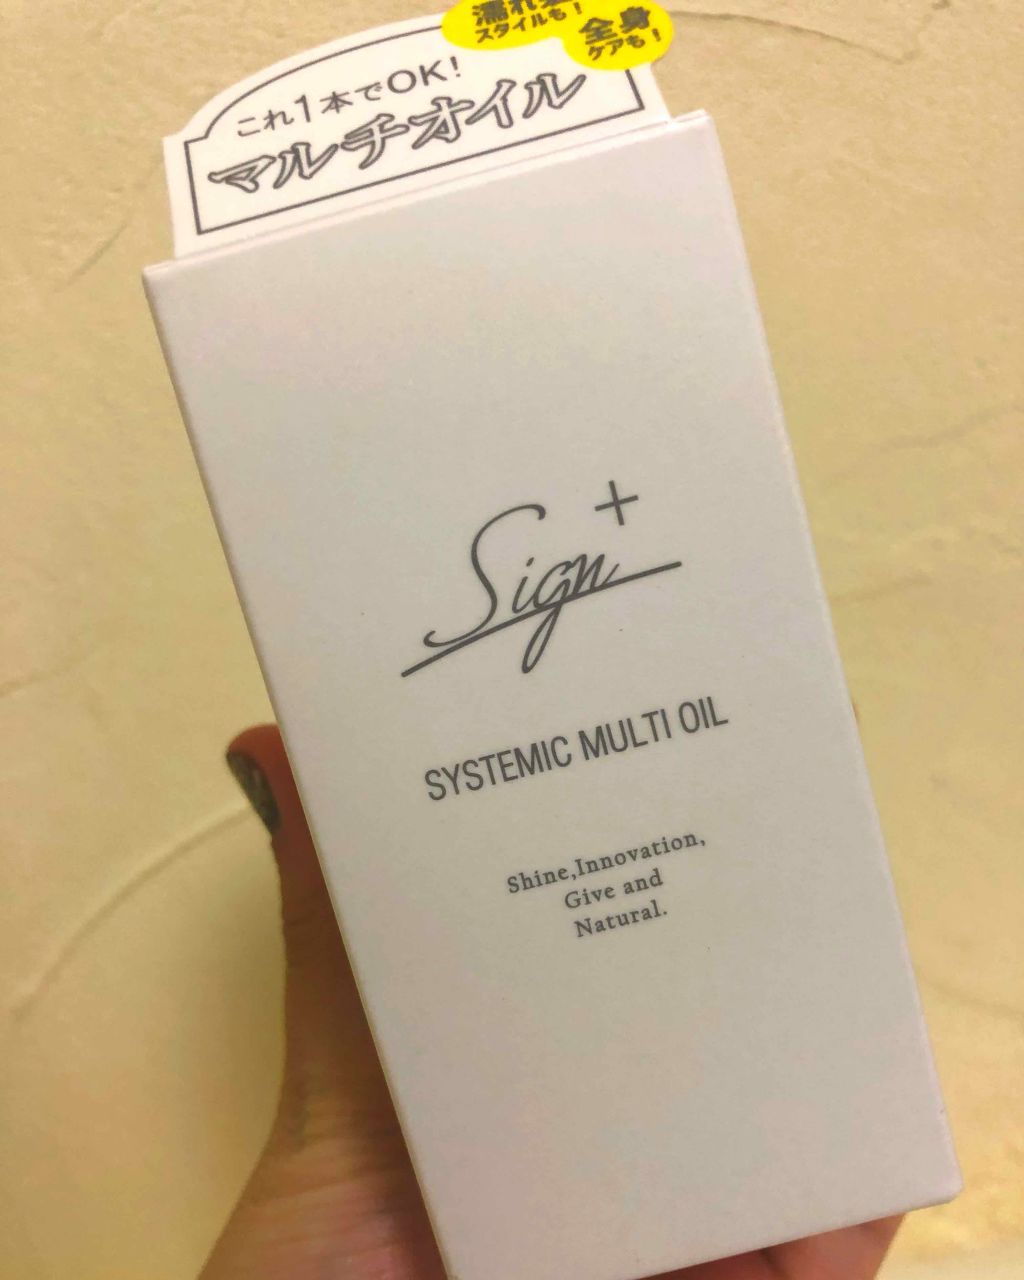 濡れ
スタイルも!
全身
ケアも!
これ1本でOK!
マルチオイル
Sign+
SYSTEMIC MULTI OIL
Shine,Innovation,
Give and
Natural.